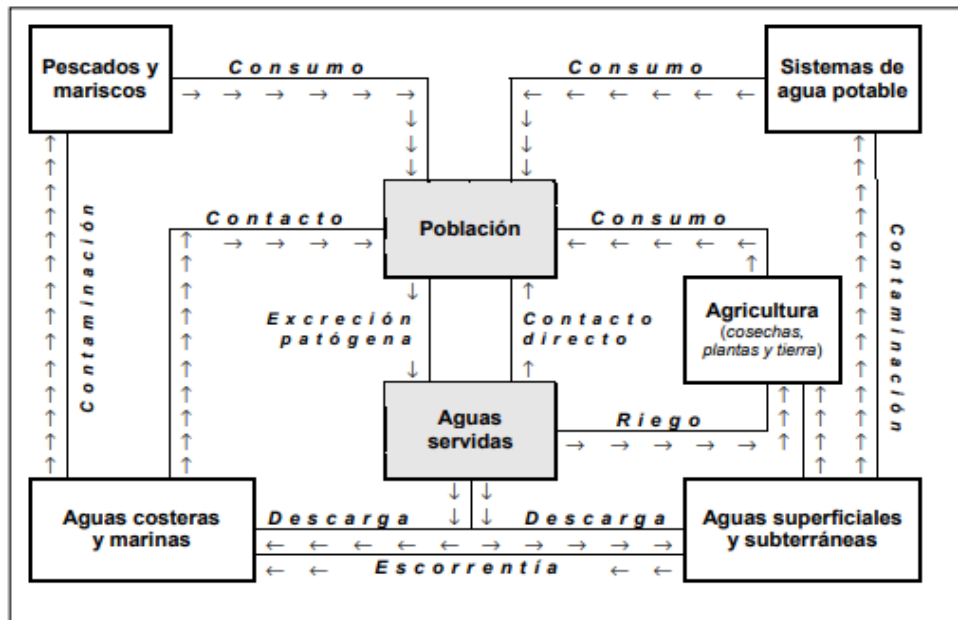 Pescados y
mariscos
Consumo
Consumo
Sistemas de
agua potable
Contaminación
Contacto
Población
Consumo
Contaminación
Excreción
patógena
Contacto
directo
Agricultura
(cosechas,
plantas y tierra)
Aguas
servidas
Riego
Aguas costeras
y marinas
Descarga
Descarga
Aguas superficiales
y subterráneas
Escorrentía